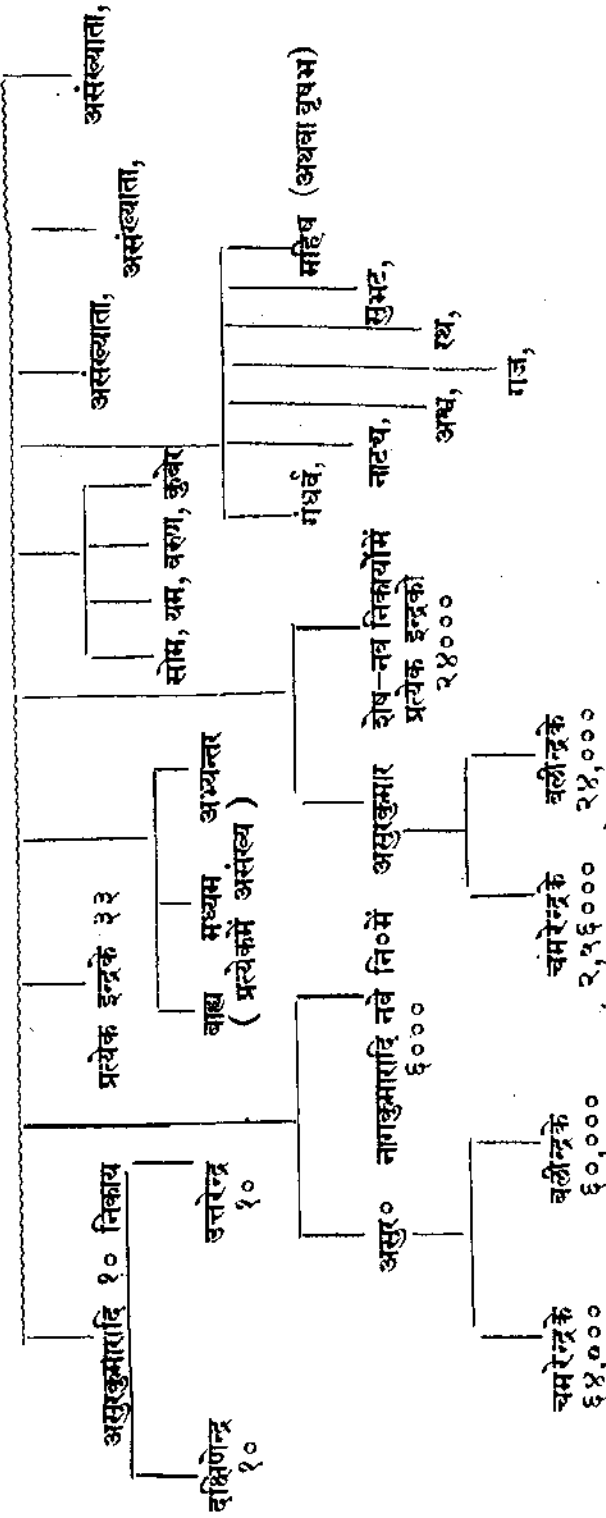 असुरकुमारादि १० निकाय
दक्षिणेन्द्र
१०
उत्तरेन्द्र
१०
असुर०
चमरेन्द्रके
६४,०००
बलीन्द्रके
६०,०००
नागकुमारादि नव नि०में
६०००
प्रत्येक इन्द्रके ३३
बाह्य मध्यम अभ्यन्तर
( प्रत्येकमें असंख्य )
असुरकुमार
चमरेन्द्रके
२,५६०००
बलीन्द्रके
२४,०००
शेष-नव निकायोंमें
प्रत्येक इन्द्रको
२४०००
सोम, यम, वरुण, कुबेर
गंधर्व,
नाटय,
अश्व,
गज,
रथ,
सुभट,
महिष (अथवा वृषभ)
असंख्याता,
असंख्याता,
असंख्याता,